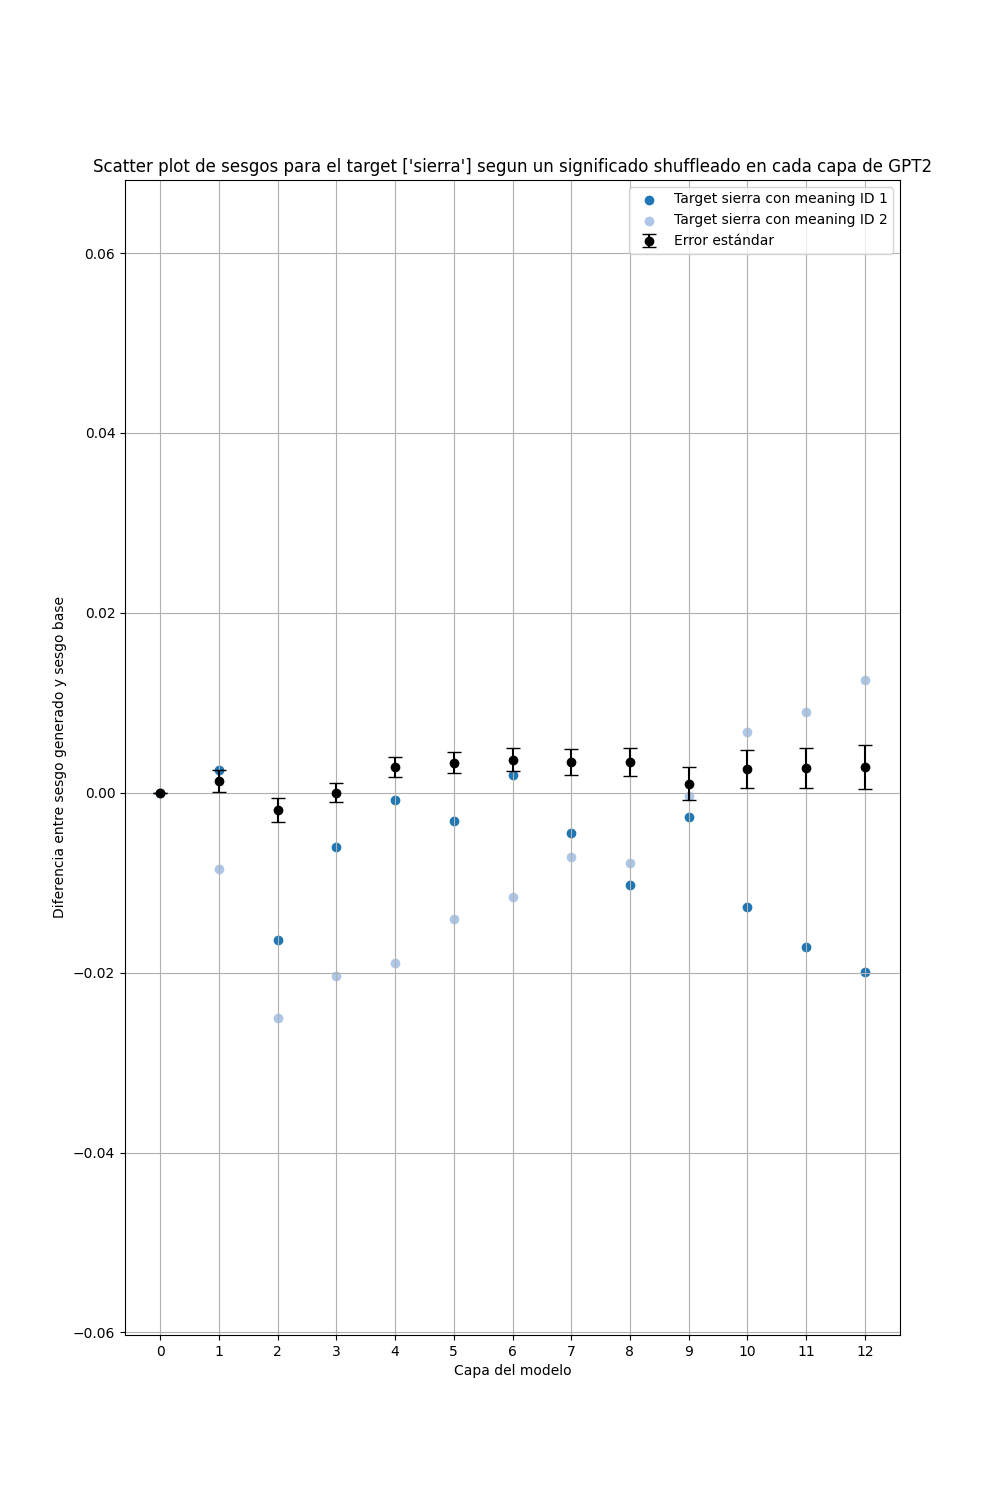 Scatter plot de sesgos para el target ['sierra'] segun un significado shuffleado en cada capa de GPT2
Target sierra con meaning ID 1
Target sierra con meaning ID 2
Error estándar
0.06
0.04
0.02
0.00
−0.02
−0.04
−0.06
Diferencia entre sesgo generado y sesgo base
0 1 2 3 4 5 6 7 8 9 10 11 12
Capa del modelo